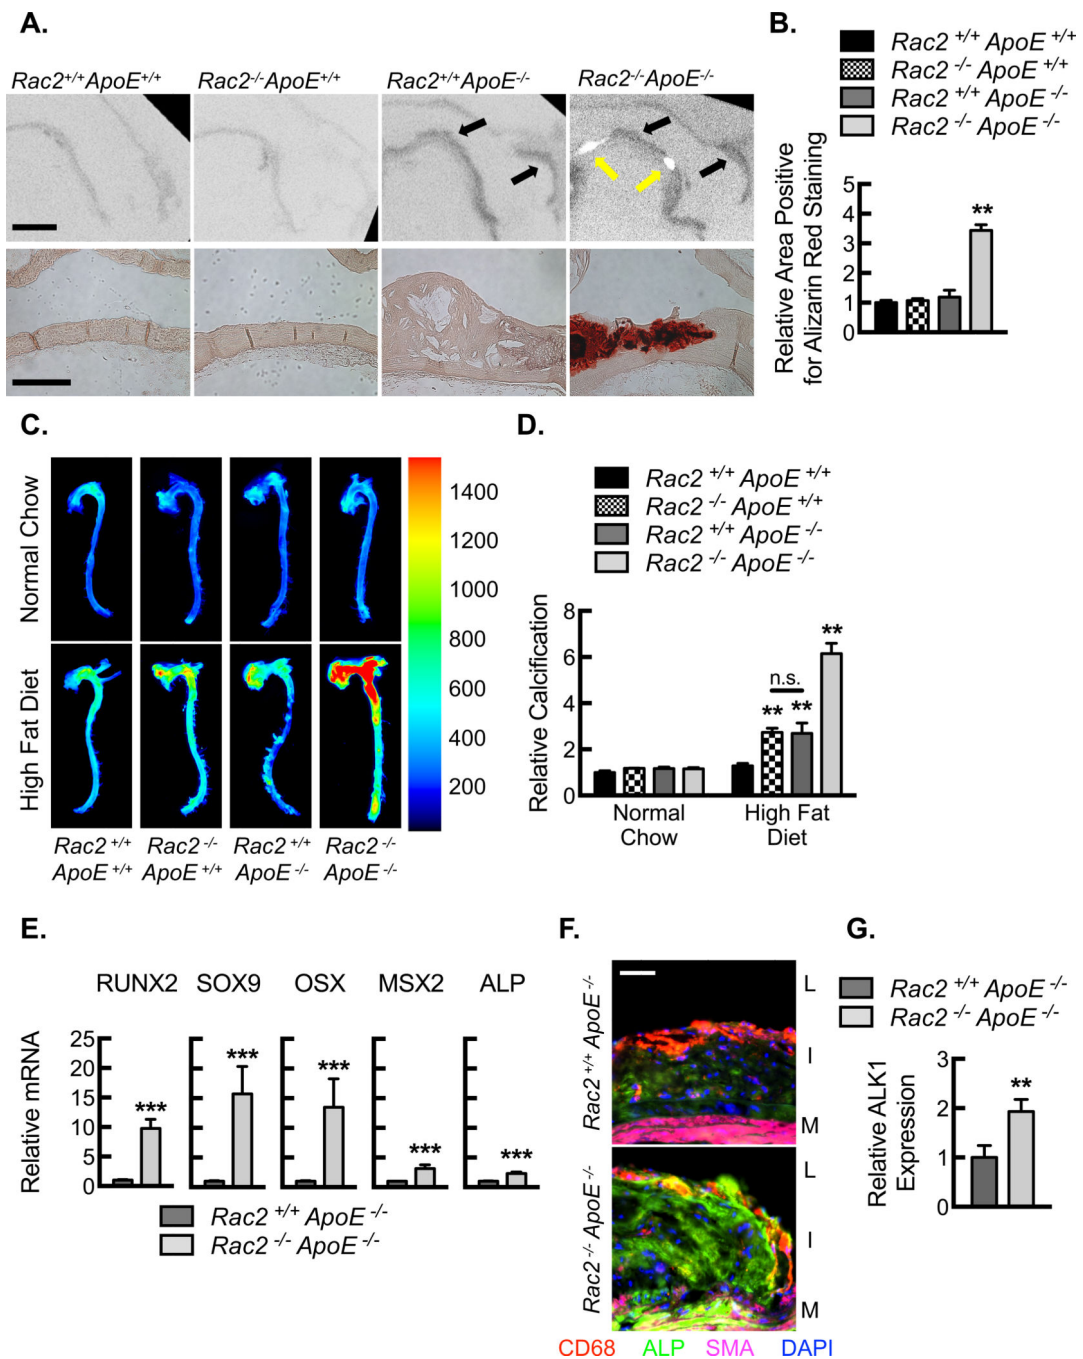 A.
Rac2+/+ApoE+/+ Rac2-/-ApoE+/+ Rac2+/+ApoE-/- Rac2-/-ApoE-/-
B.
Rac2 +/+ ApoE +/+
Rac2 -/- ApoE +/+
Rac2 +/+ ApoE -/-
Rac2 -/- ApoE -/-
Relative Area Positive
for Alizarin Red Staining
5
4
3
2
1
0
**
C.
Normal Chow
High Fat Diet
1400
1200
1000
800
600
400
200
Rac2 +/+ Rac2 -/- Rac2 +/+ Rac2 -/-
ApoE +/+ ApoE +/+ ApoE -/- ApoE -/-
D.
Rac2 +/+ ApoE +/+
Rac2 -/- ApoE +/+
Rac2 +/+ ApoE -/-
Rac2 -/- ApoE -/-
Relative Calcification
8
6
4
2
0
**
n.s.
** **
Normal High Fat
Chow Diet
E.
RUNX2 SOX9 OSX MSX2 ALP
Relative mRNA
25
20
15
10
5
0
*** *** *** *** ***
Rac2 +/+ ApoE -/-
Rac2 -/- ApoE -/-
F.
Rac2 +/+ ApoE -/-
L
I
M
Rac2 -/- ApoE -/-
L
I
M
CD68 ALP SMA DAPI
G.
Rac2 +/+ ApoE -/-
Rac2 -/- ApoE -/-
Relative ALK1
Expression
3
2
1
0
**